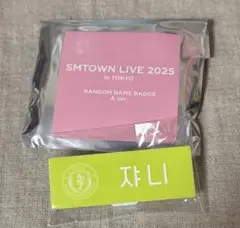 SMTOWN LIVE 2025
in TOKYO
RANDOM NAME BADGE
A ver.
쟈니